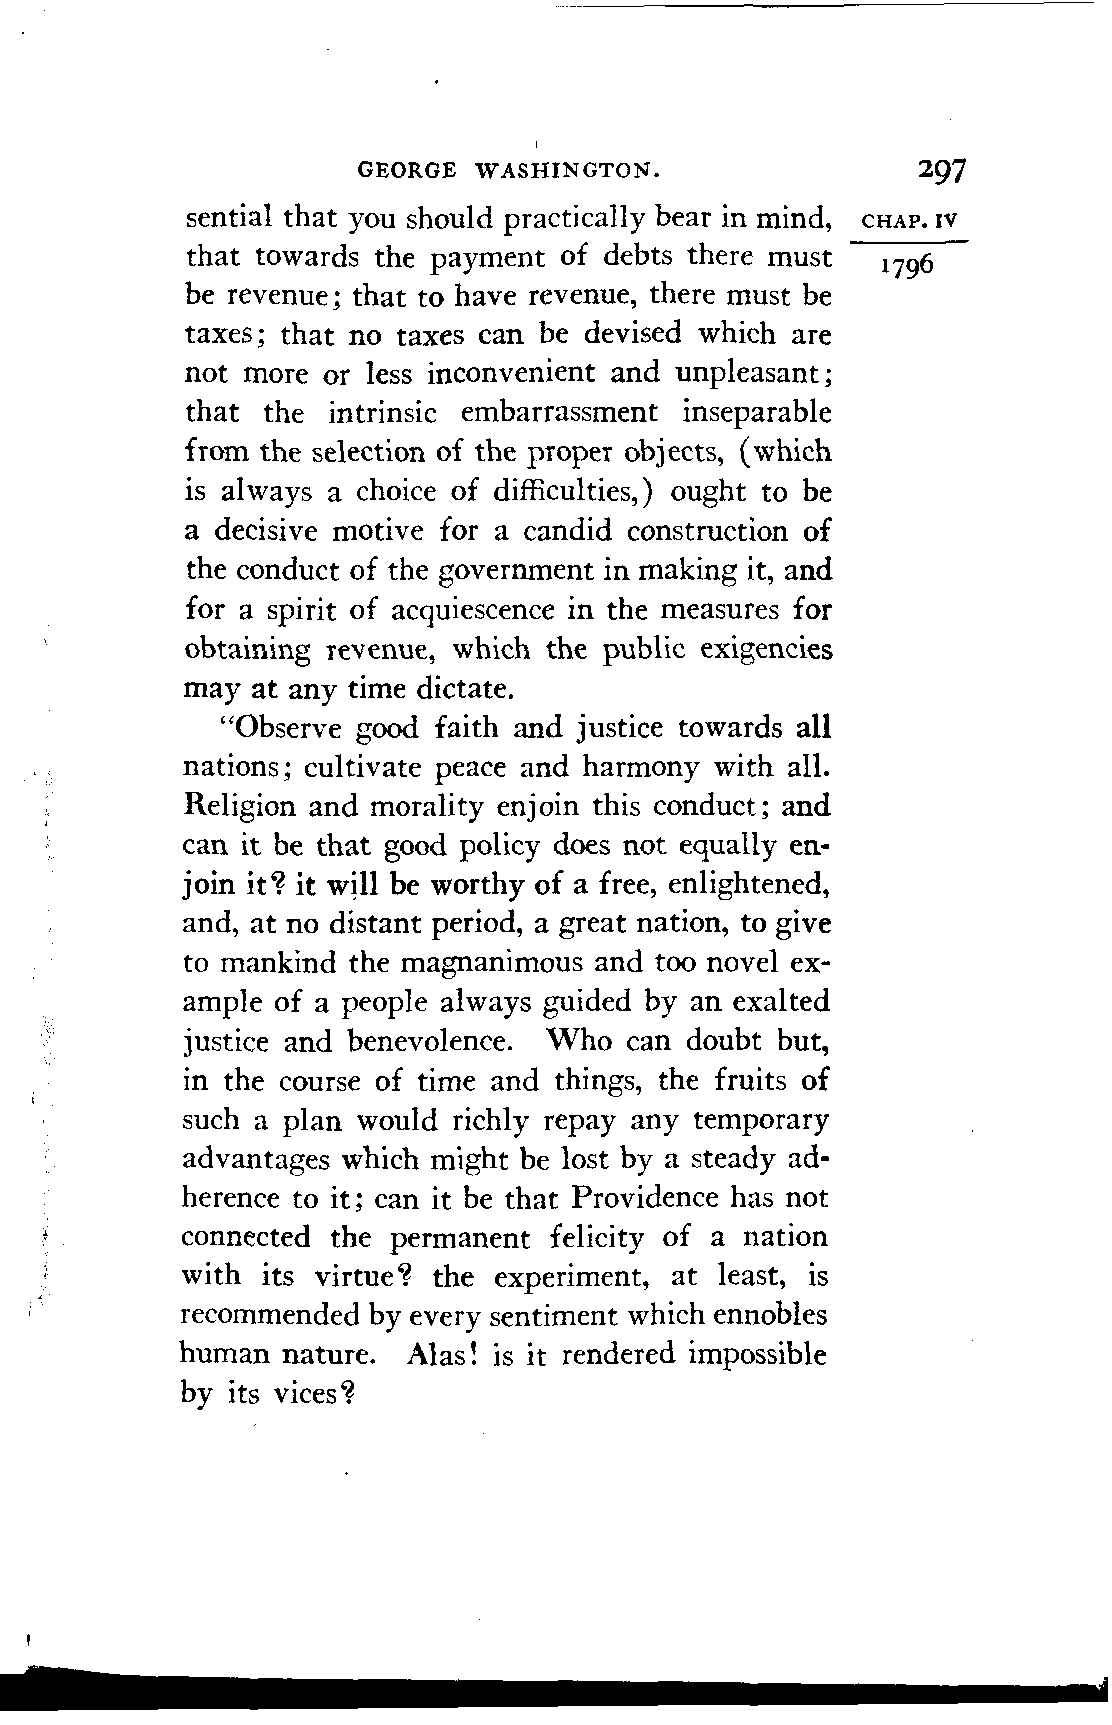 GEORGE WASHINGTON. 297
sential that you should practically bear in mind, CHAP. IV
that towards the payment of debts there must 1796
be revenue; that to have revenue, there must be
taxes; that no taxes can be devised which are
not more or less inconvenient and unpleasant;
that the intrinsic embarrassment inseparable
from the selection of the proper objects, (which
is always a choice of difficulties,) ought to be
a decisive motive for a candid construction of
the conduct of the government in making it, and
for a spirit of acquiescence in the measures for
obtaining revenue, which the public exigencies
may at any time dictate.
"Observe good faith and justice towards all
nations; cultivate peace and harmony with all.
Religion and morality enjoin this conduct; and
can it be that good policy does not equally en-
join it? it will be worthy of a free, enlightened,
and, at no distant period, a great nation, to give
to mankind the magnanimous and too novel ex-
ample of a people always guided by an exalted
justice and benevolence. Who can doubt but,
in the course of time and things, the fruits of
such a plan would richly repay any temporary
advantages which might be lost by a steady ad-
herence to it; can it be that Providence has not
connected the permanent felicity of a nation
with its virtue? the experiment, at least, is
recommended by every sentiment which ennobles
human nature. Alas! is it rendered impossible
by its vices?